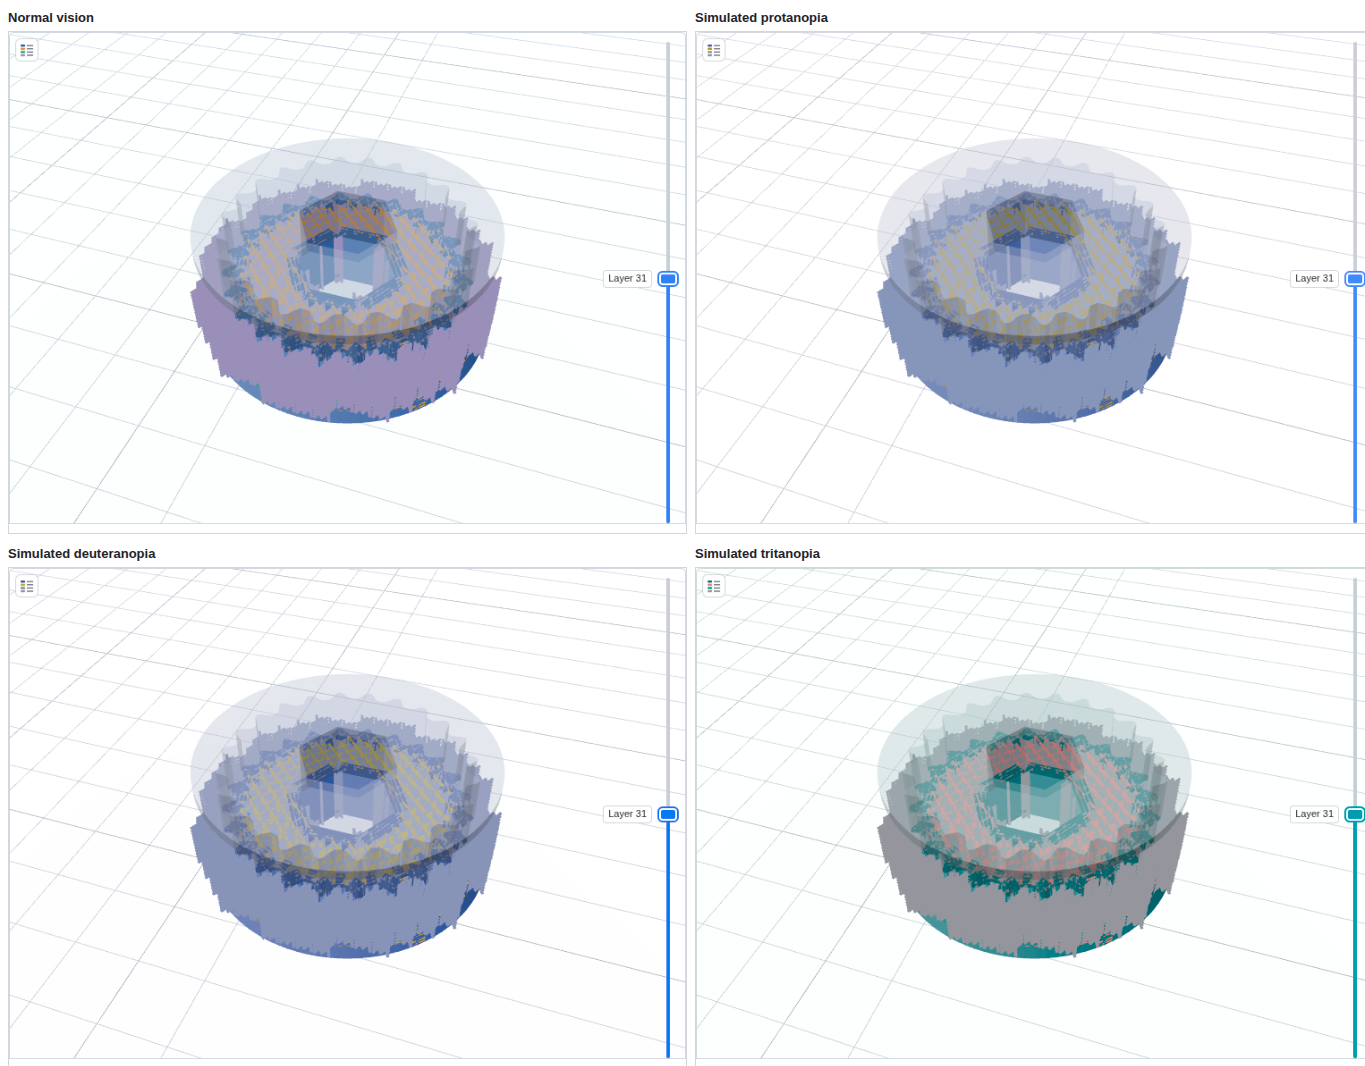 Normal vision
Simulated protanopia
Layer 31
Layer 31
Simulated deuteranopia
Simulated tritanopia
Layer 31
Layer 31